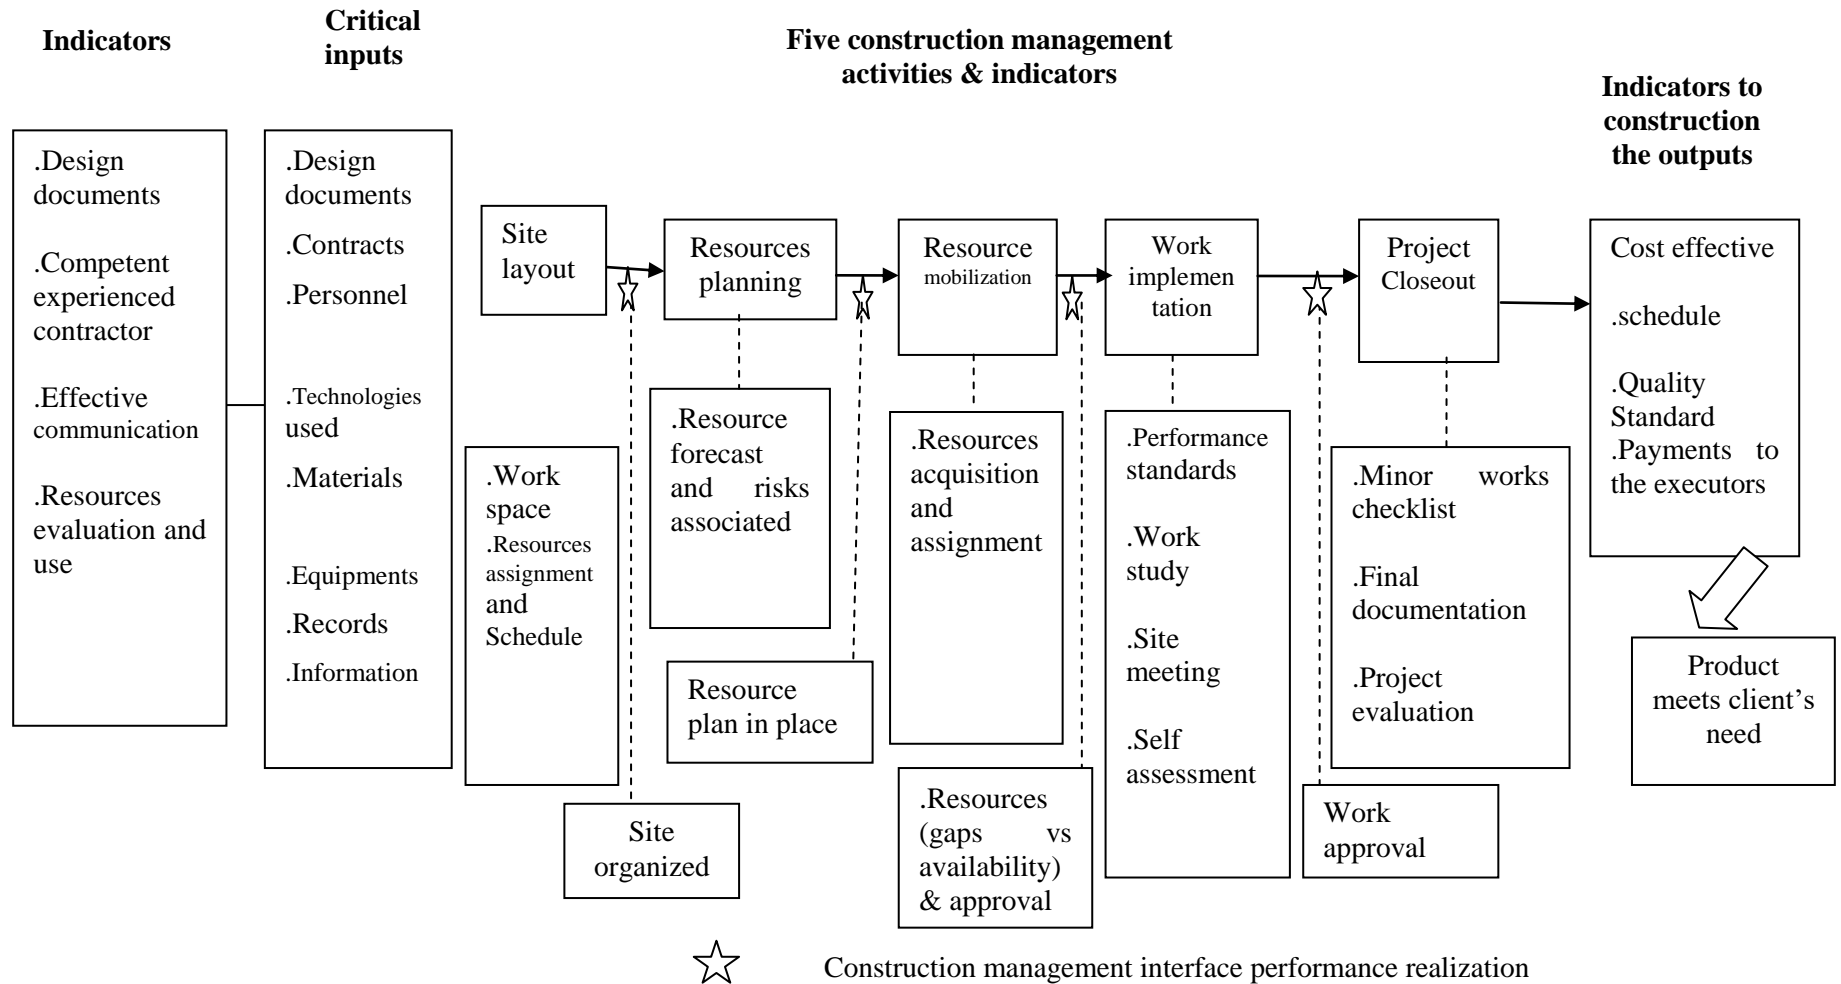 Indicators
Critical
inputs
Five construction management
activities & indicators
Indicators to
construction
the outputs
.Design
documents
.Competent
experienced
contractor
.Effective
communication
.Resources
evaluation and
use
.Design
documents
.Contracts
.Personnel
.Technologies
used
.Materials
.Equipments
.Records
.Information
Site
layout
Resources
planning
Resource
mobilization
Work
implemen
tation
Project
Closeout
Cost effective
.schedule
.Quality
Standard
.Payments to
the executors
.Work
space
.Resources
assignment
and
Schedule
.Resource
forecast
and risks
associated
.Resources
acquisition
and
assignment
.Performance
standards
.Work
study
.Site
meeting
.Self
assessment
.Minor works
checklist
.Final
documentation
.Project
evaluation
Site
organized
Resource
plan in place
.Resources
(gaps vs
availability)
& approval
Work
approval
Product
meets client’s
need
Construction management interface performance realization